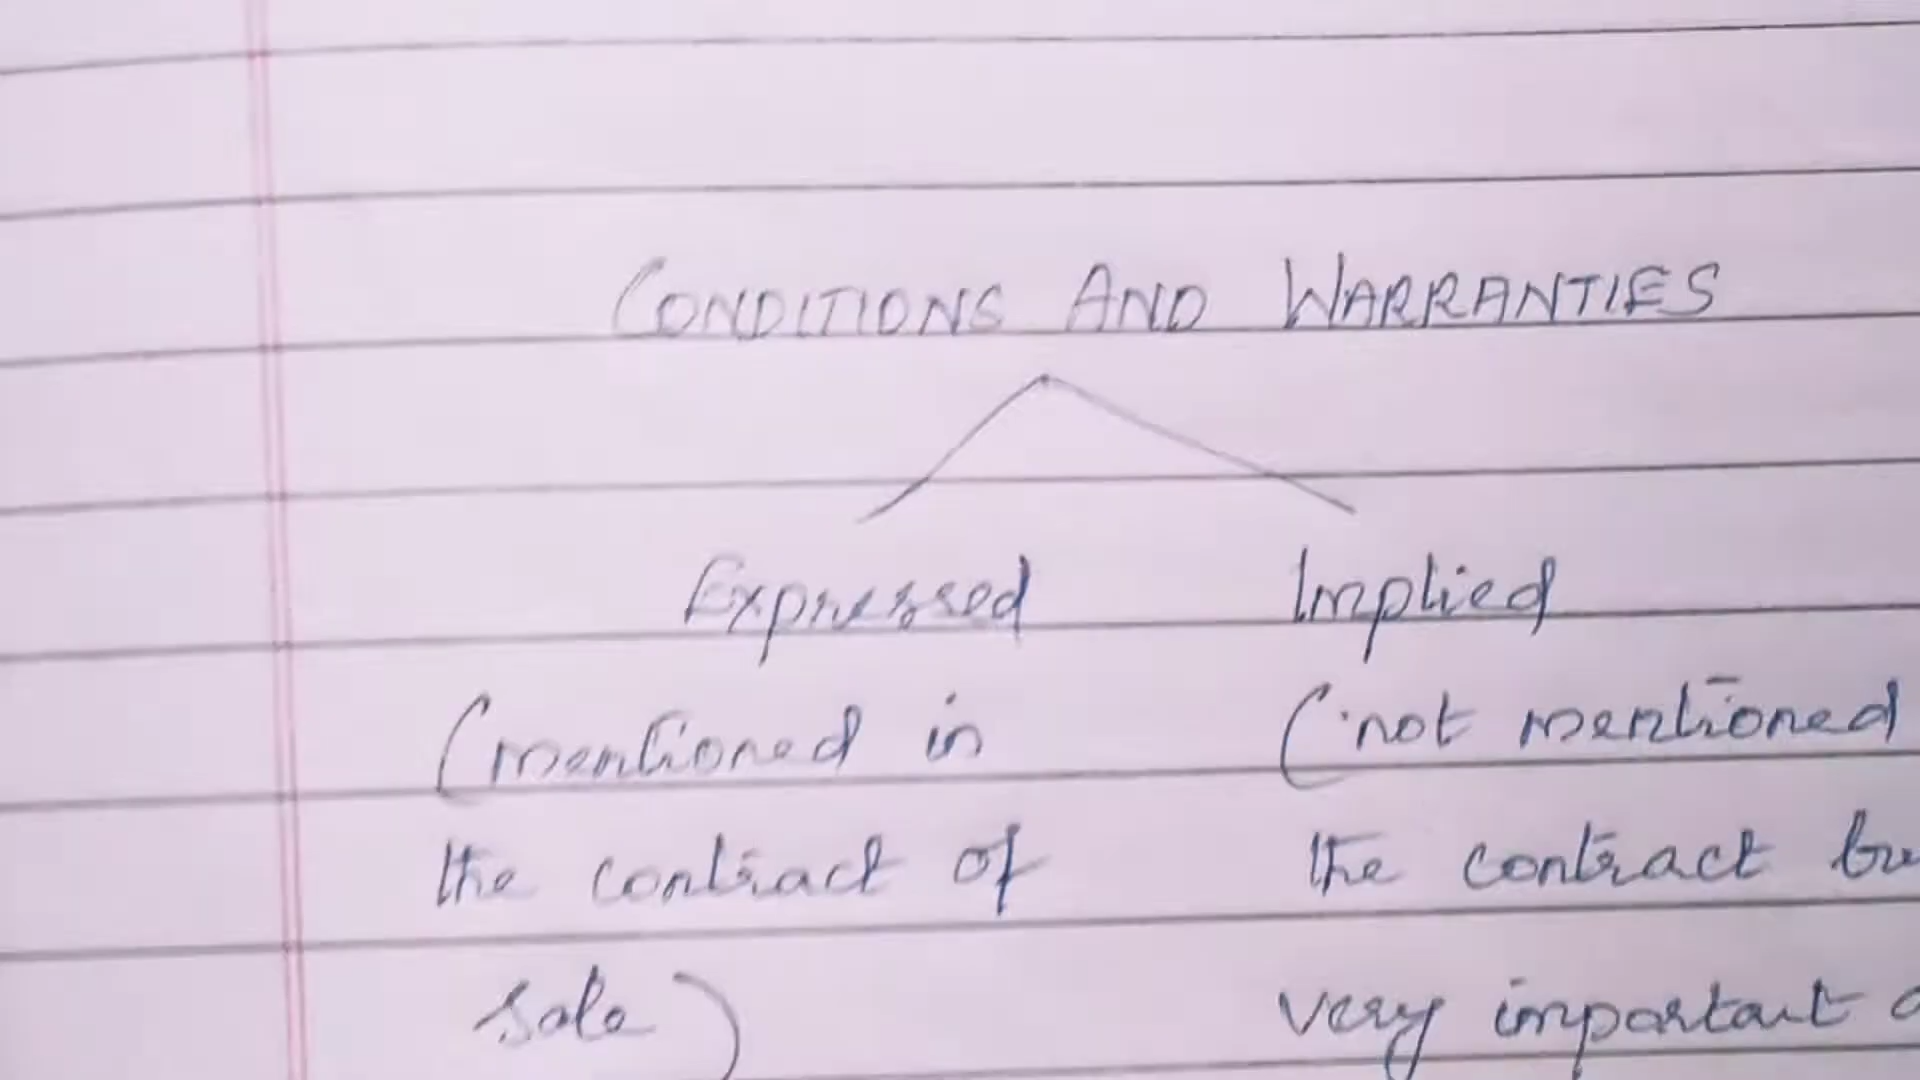 CONDITIONS AND WARRANTIES
Expressed Implied
(mentioned in (not mentioned
the contract of the contract
sale) very important